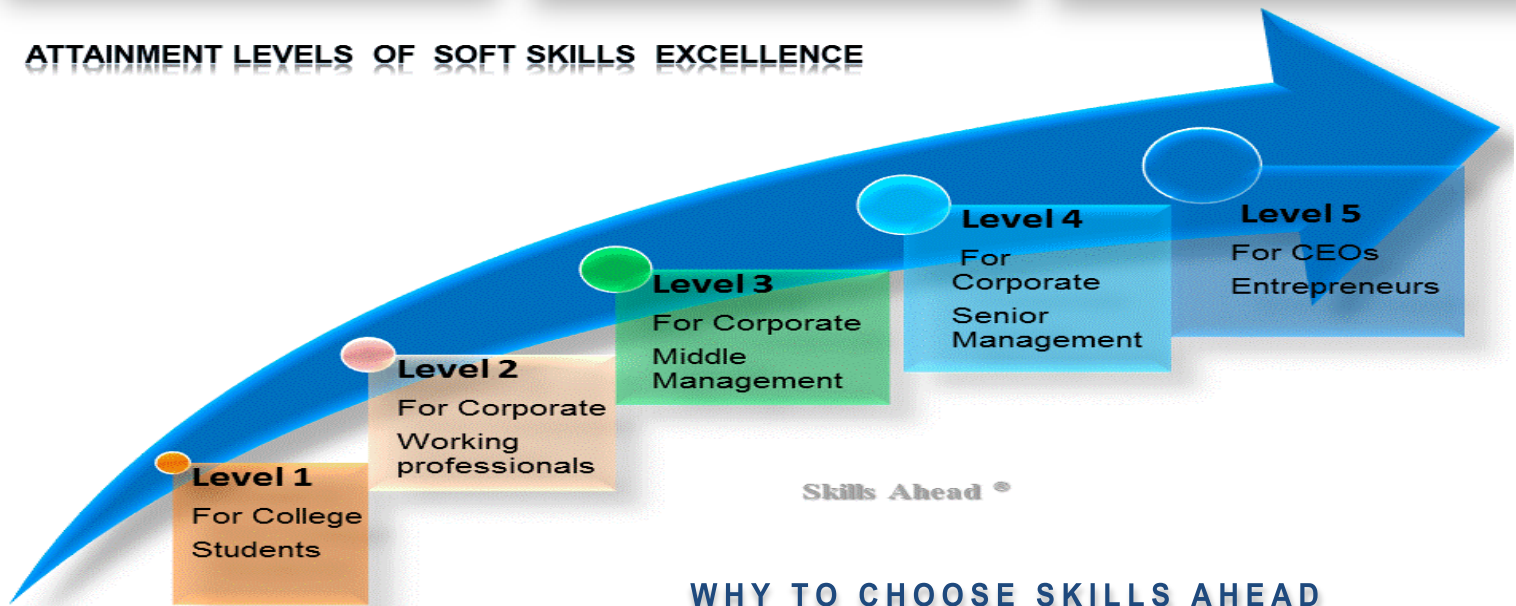 ATTAINMENT LEVELS OF SOFT SKILLS EXCELLENCE
Level 1
For College
Students
Level 2
For Corporate
Working
professionals
Level 3
For Corporate
Middle
Management
Level 4
For
Corporate
Senior
Management
Level 5
For CEOs
Entrepreneurs
Skills Ahead ®
WHY TO CHOOSE SKILLS AHEAD